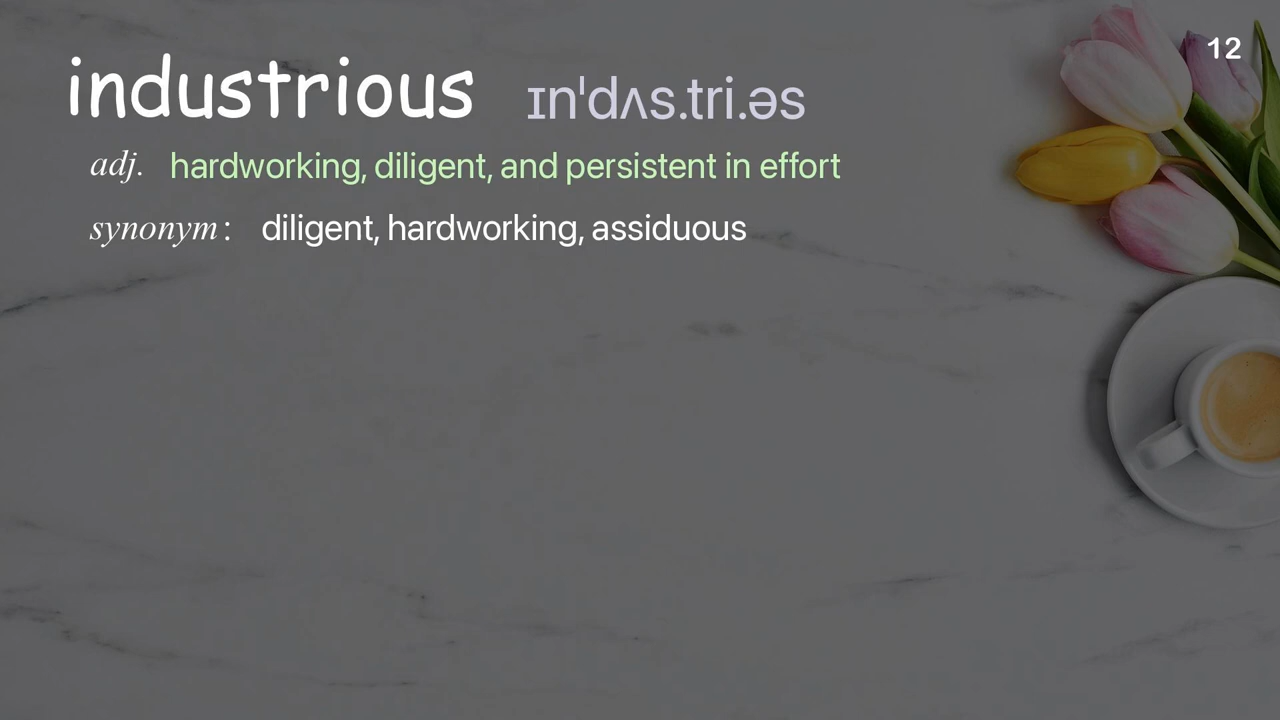 12
industrious ɪnˈdʌs.tri.əs
adj. hardworking, diligent, and persistent in effort
synonym: diligent, hardworking, assiduous